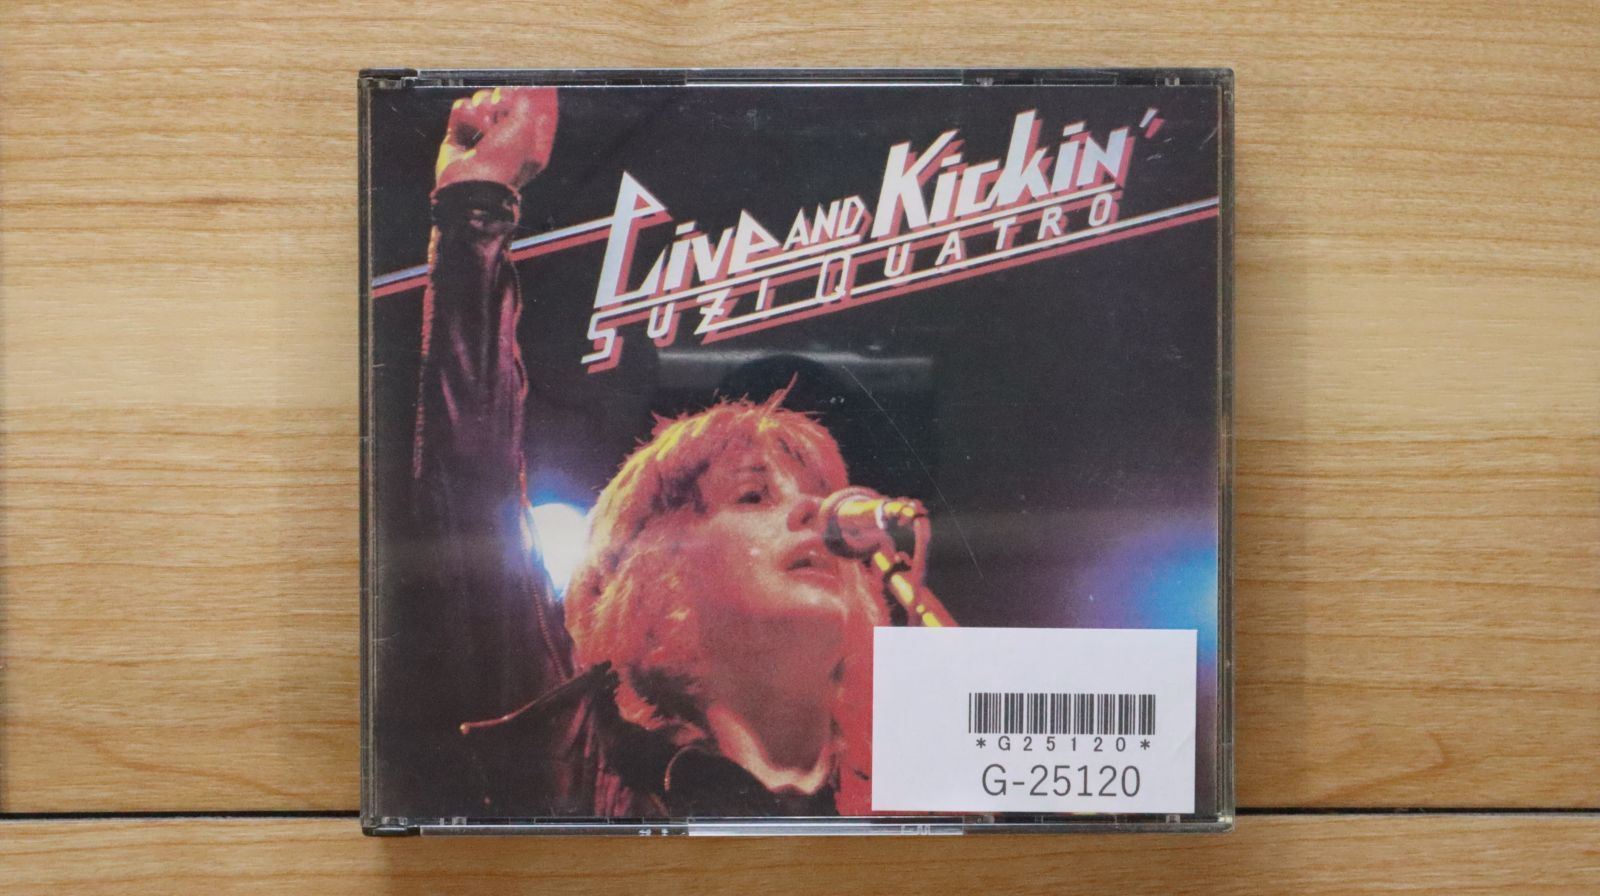 Live AND Kickin'
SUZI QUATRO
*G25120*
G-25120